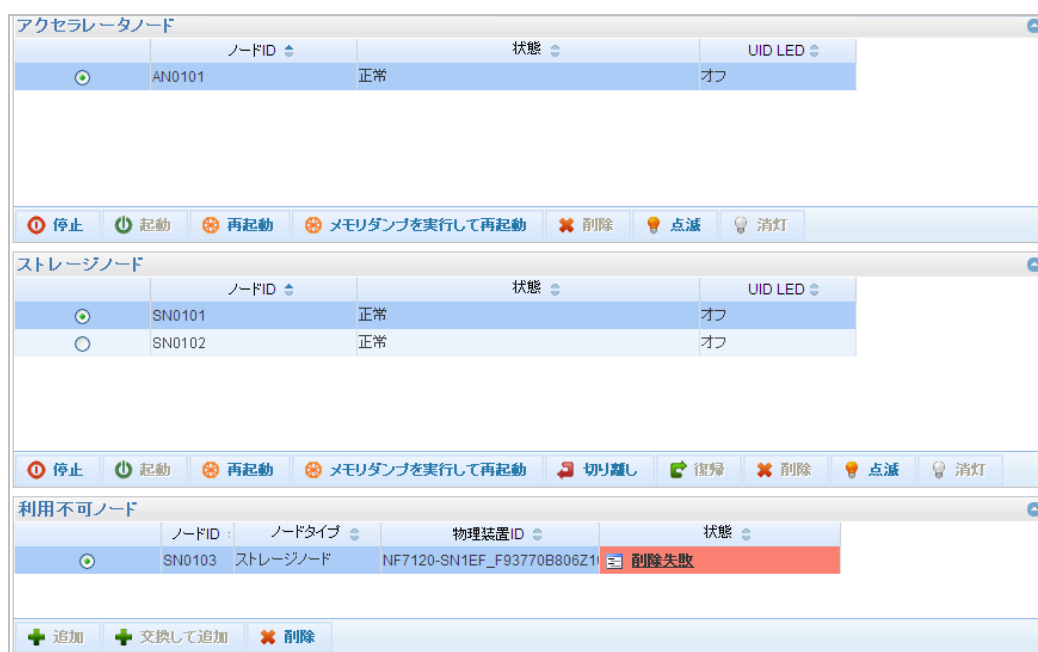 アクセラレータノード
ノードID 状態 UID LED
AN0101 正常 オフ
停止 起動 再起動 メモリダンプを実行して再起動 削除 点滅 消灯
ストレージノード
ノードID 状態 UID LED
SN0101 正常 オフ
SN0102 正常 オフ
停止 起動 再起動 メモリダンプを実行して再起動 切り離し 復帰 削除 点滅 消灯
利用不可ノード
ノードID ノードタイプ 物理装置ID 状態
SN0103 ストレージノード NF7120-SN1EF_F93770B806Z1 削除失敗
追加 交換して追加 削除